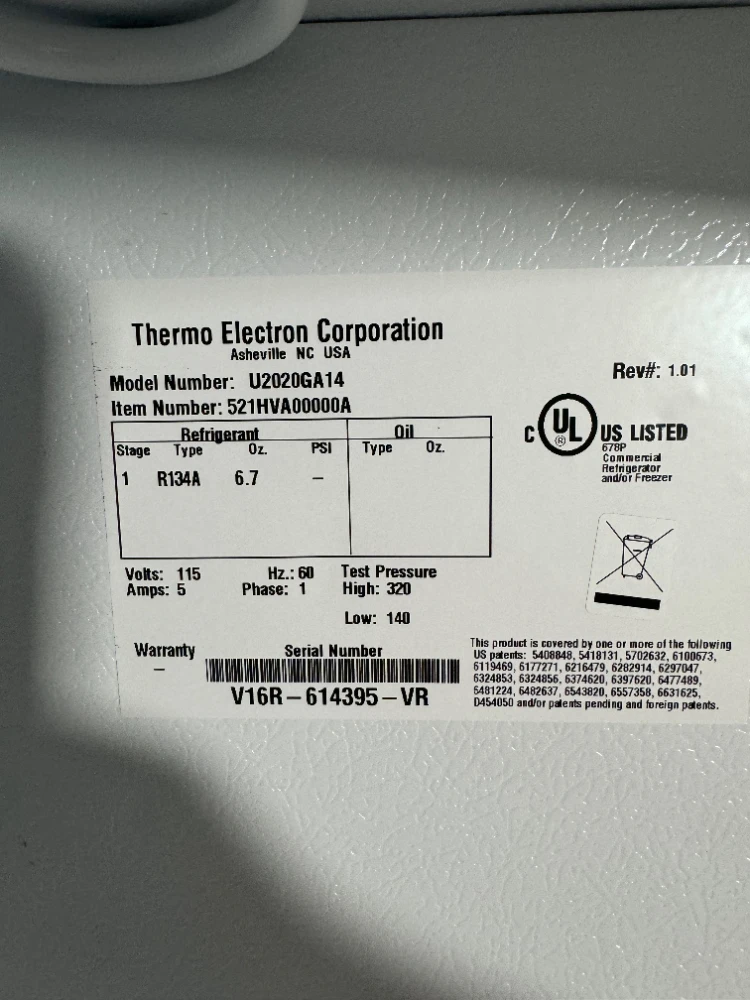 Thermo Electron Corporation
Asheville NC USA
Model Number: U2020GA14
Item Number: 521HVA00000A
Rev#: 1.01
Refrigerant Oil
Stage Type Oz. PSI Type Oz.
1 R134A 6.7 –
C UL ® US LISTED
678P
Commercial
Refrigerator
and/or Freezer
Volts: 115 Hz.: 60 Test Pressure
Amps: 5 Phase: 1 High: 320
Low: 140
Warranty Serial Number
–
V16R–614395–VR
This product is covered by one or more of the following
US patents: 5408848, 5418131, 5702632, 6100673,
6119469, 6177271, 6216479, 6282914, 6297047,
6324853, 6324856, 6374620, 6397620, 6477489,
6481224, 6482637, 6543820, 6557358, 6631625,
D454050 and/or patents pending and foreign patents.